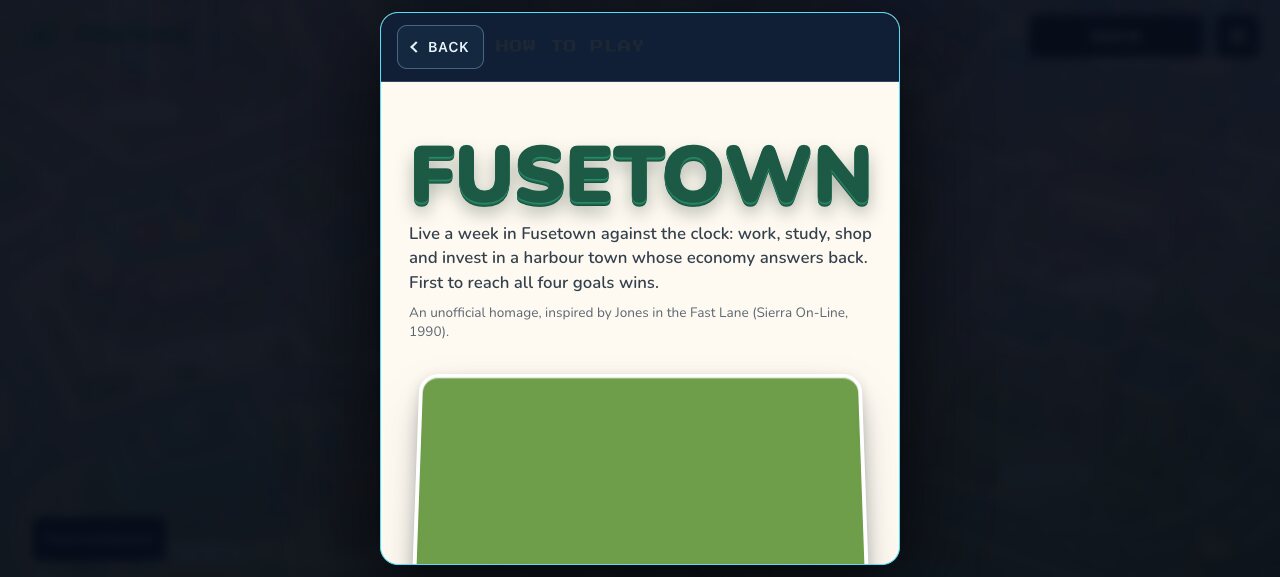 BACK
HOW TO PLAY
FUSETOWN
Live a week in Fusetown against the clock: work, study, shop
and invest in a harbour town whose economy answers back.
First to reach all four goals wins.
An unofficial homage, inspired by Jones in the Fast Lane (Sierra On-Line,
1990).